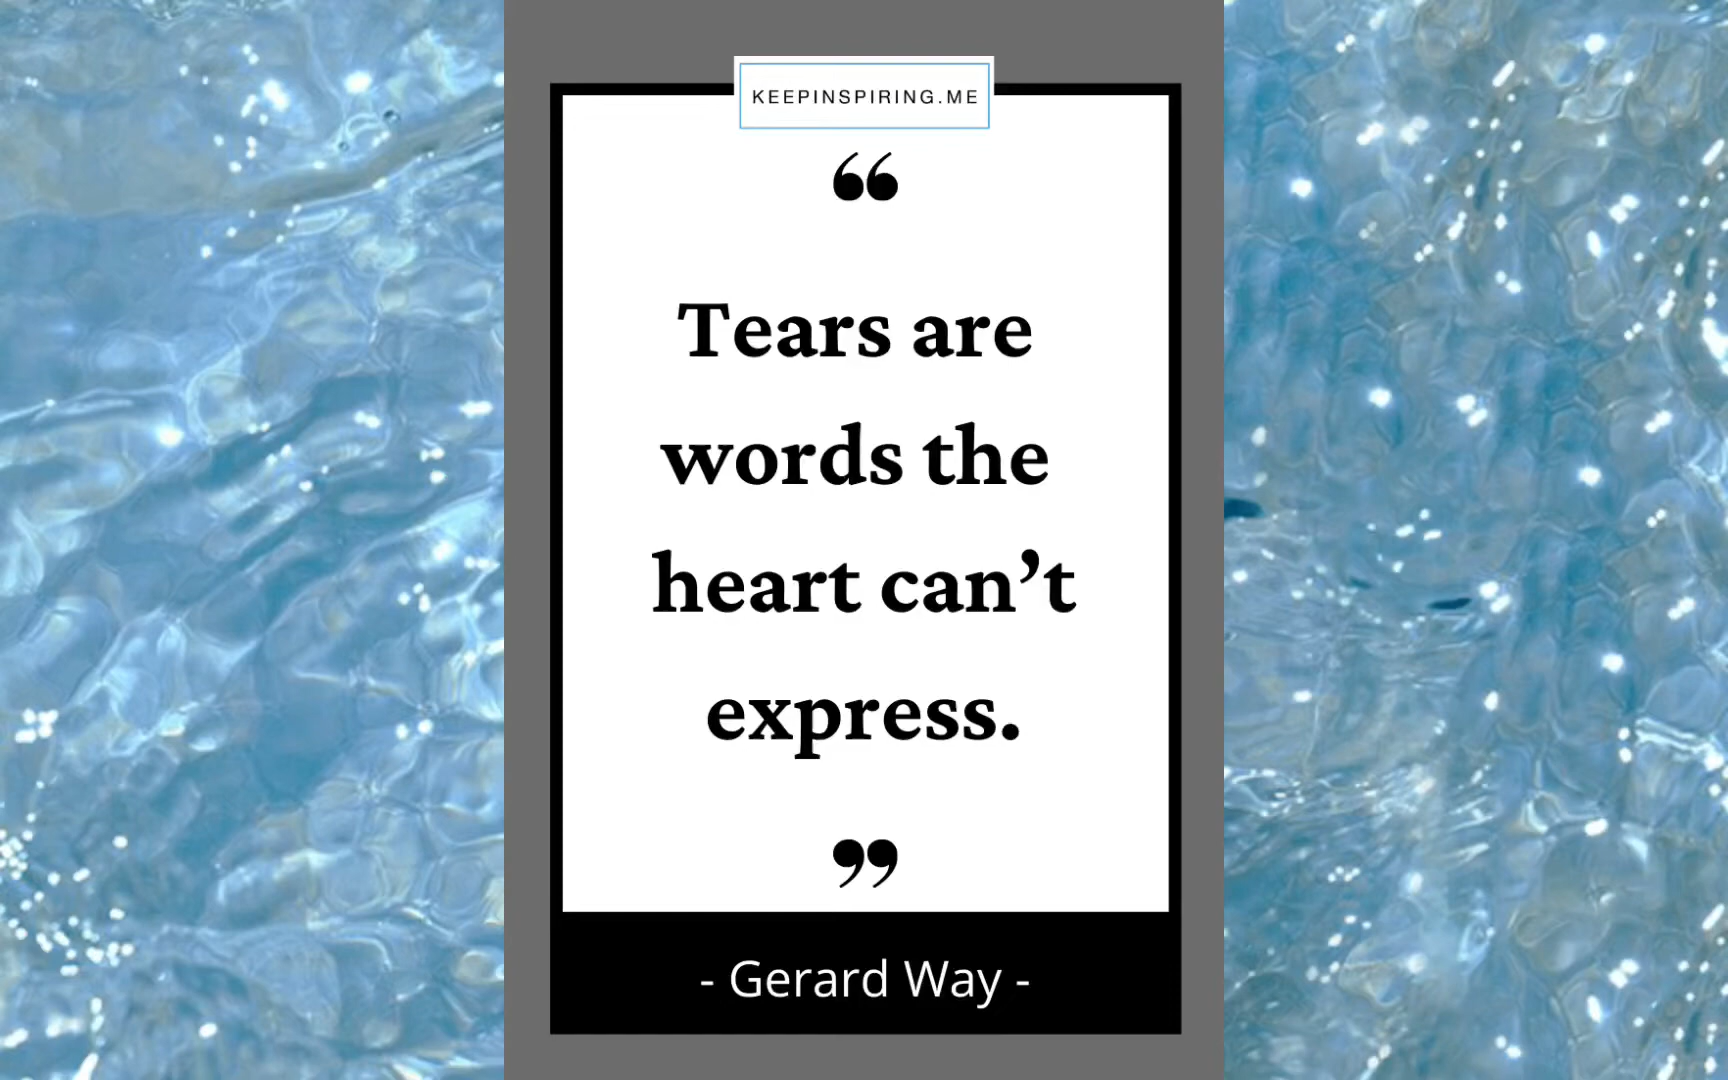 KEEPINSPIRING.ME
“
Tears are
words the
heart can’t
express.
”
- Gerard Way -